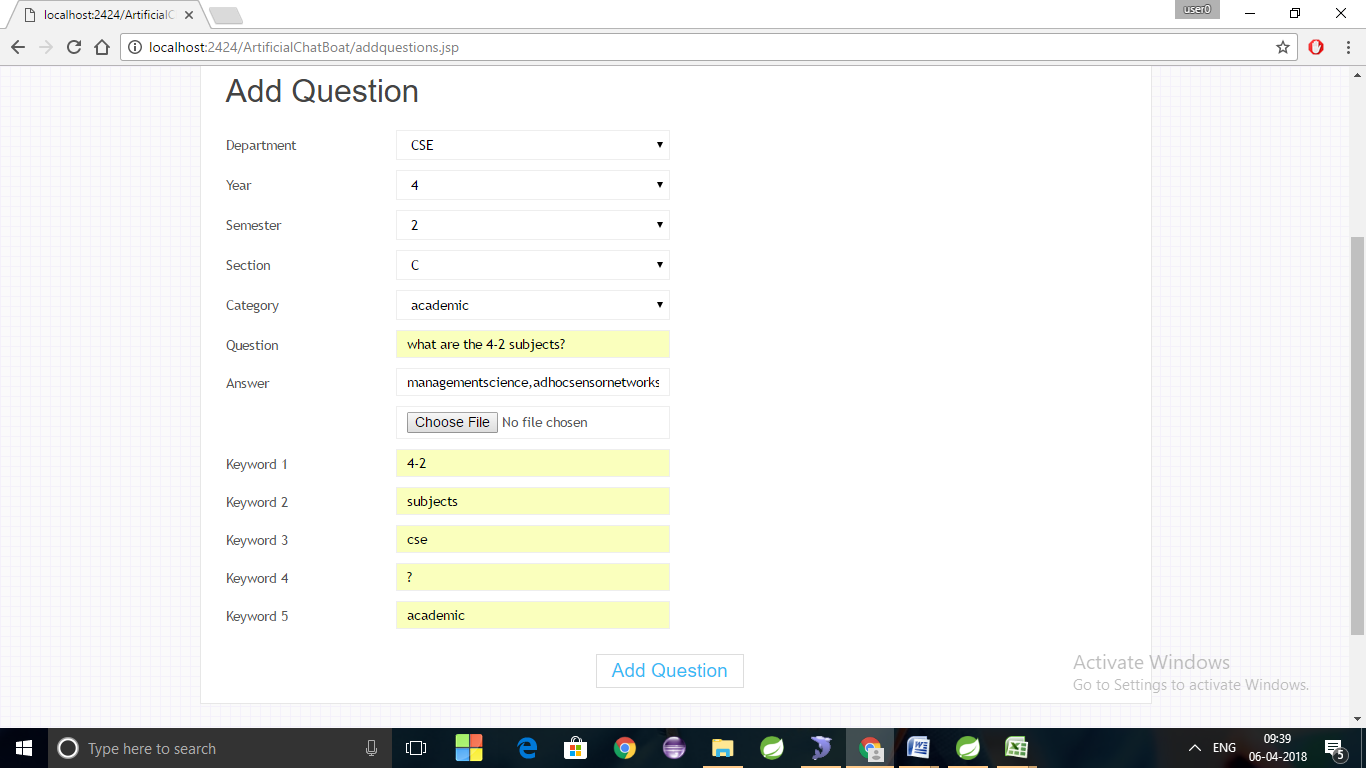 localhost:2424/ArtificialC
user0
localhost:2424/ArtificialChatBoat/addquestions.jsp
Add Question
Department CSE
Year 4
Semester 2
Section C
Category academic
Question what are the 4-2 subjects?
Answer managementscience,adhocsensornetworks
Choose File No file chosen
Keyword 1 4-2
Keyword 2 subjects
Keyword 3 cse
Keyword 4 ?
Keyword 5 academic
Add Question
Activate Windows
Go to Settings to activate Windows.
Type here to search
ENG
09:39
06-04-2018
5